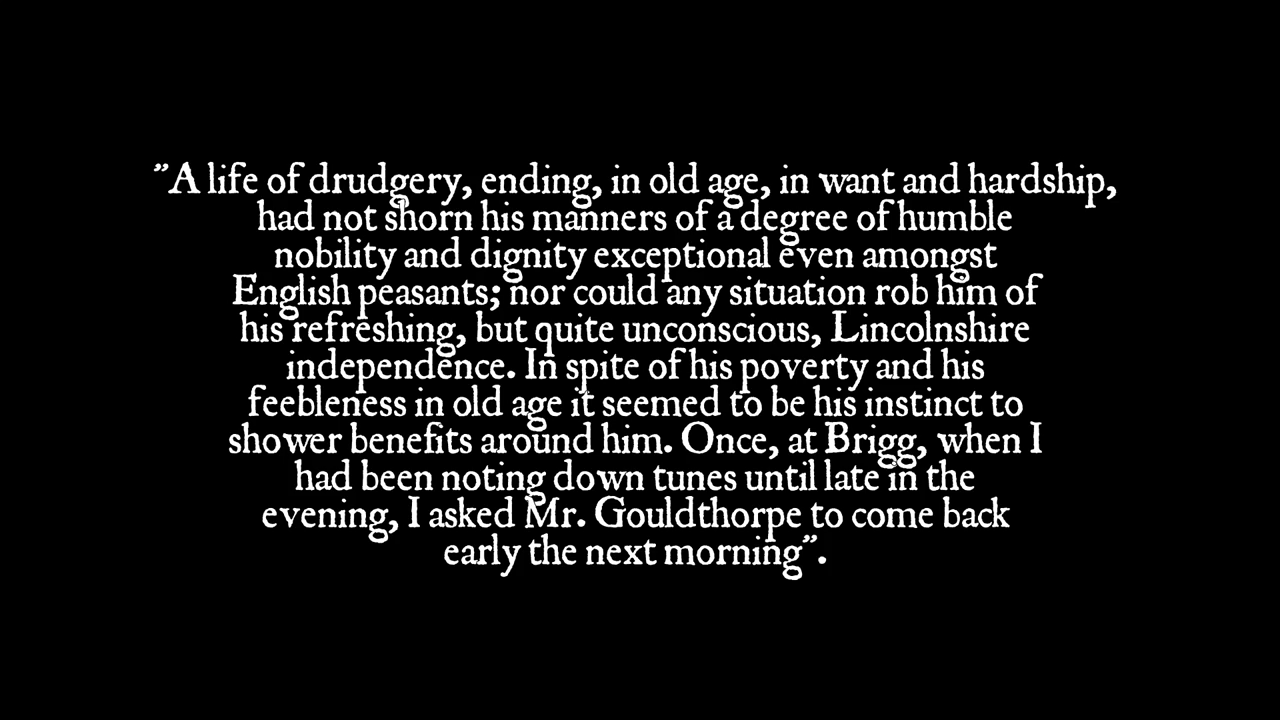 "A life of drudgery, ending, in old age, in want and hardship,
had not shorn his manners of a degree of humble
nobility and dignity exceptional even amongst
English peasants; nor could any situation rob him of
his refreshing, but quite unconscious, Lincolnshire
independence. In spite of his poverty and his
feebleness in old age it seemed to be his instinct to
shower benefits around him. Once, at Brigg, when I
had been noting down tunes until late in the
evening, I asked Mr. Gouldthorpe to come back
early the next morning".